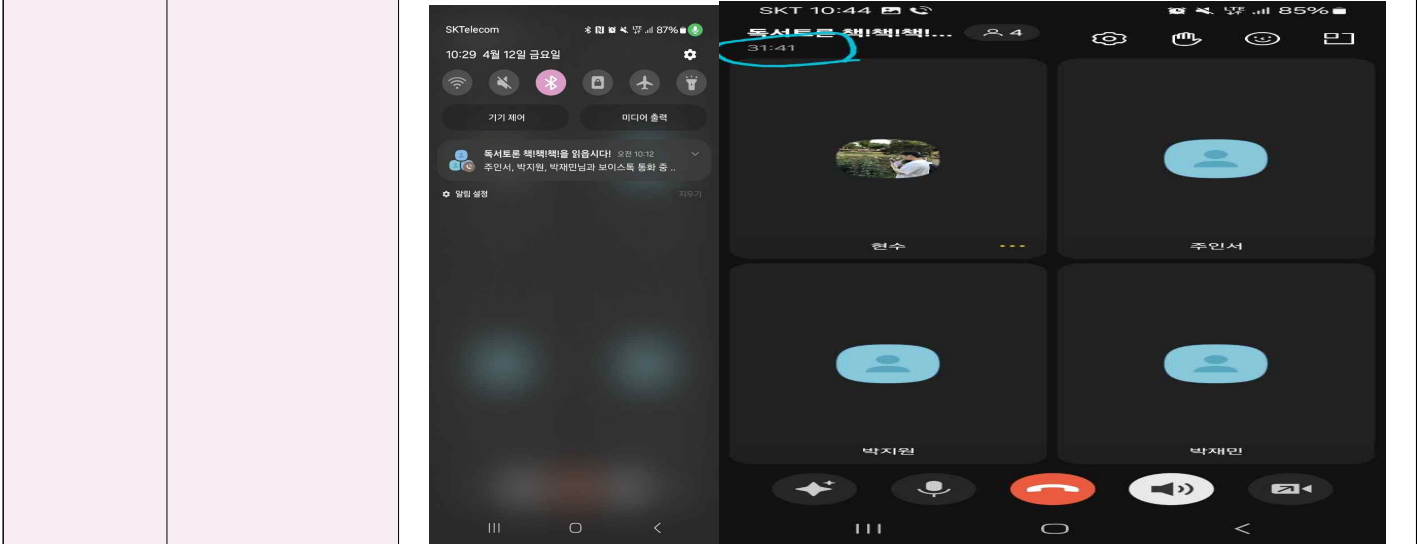 SKTelecom 87%
10:29 4월 12일 금요일
기기 제어 미디어 출력
독서토론 책!책!책!을 읽읍시다! 오전 10:12
주인서, 박지원, 박재민님과 보이스톡 통화 중 ..
알림 설정 지우기
SKT 10:44 LTE 85%
독서토론 책!책!책!... 4
31:41
현수 주인서
박지원 박재민